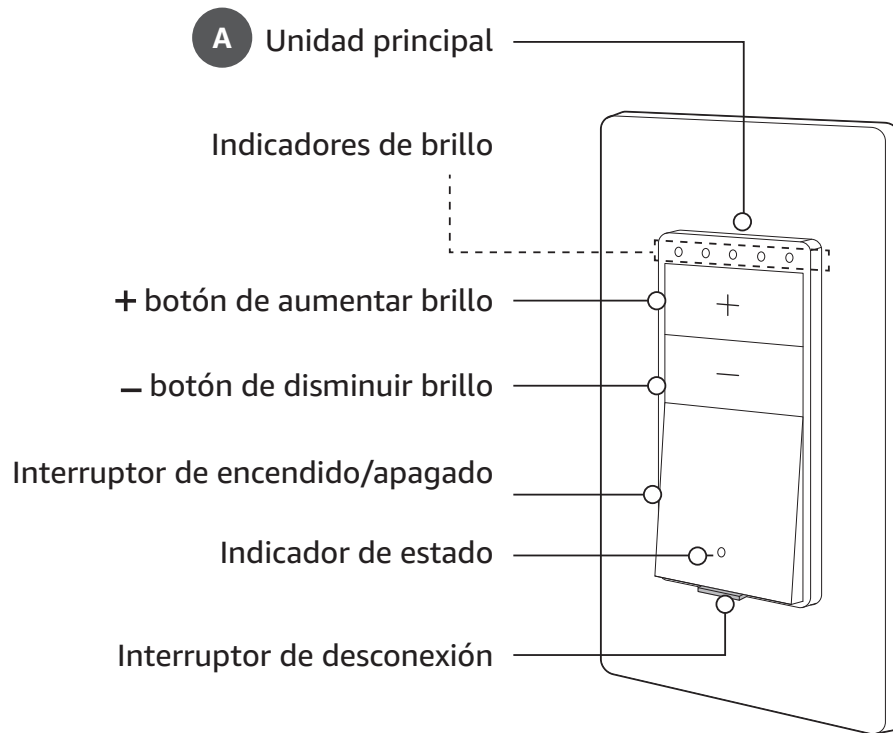 A Unidad principal
Indicadores de brillo
+ botón de aumentar brillo
– botón de disminuir brillo
Interruptor de encendido/apagado
Indicador de estado
Interruptor de desconexión
+
–